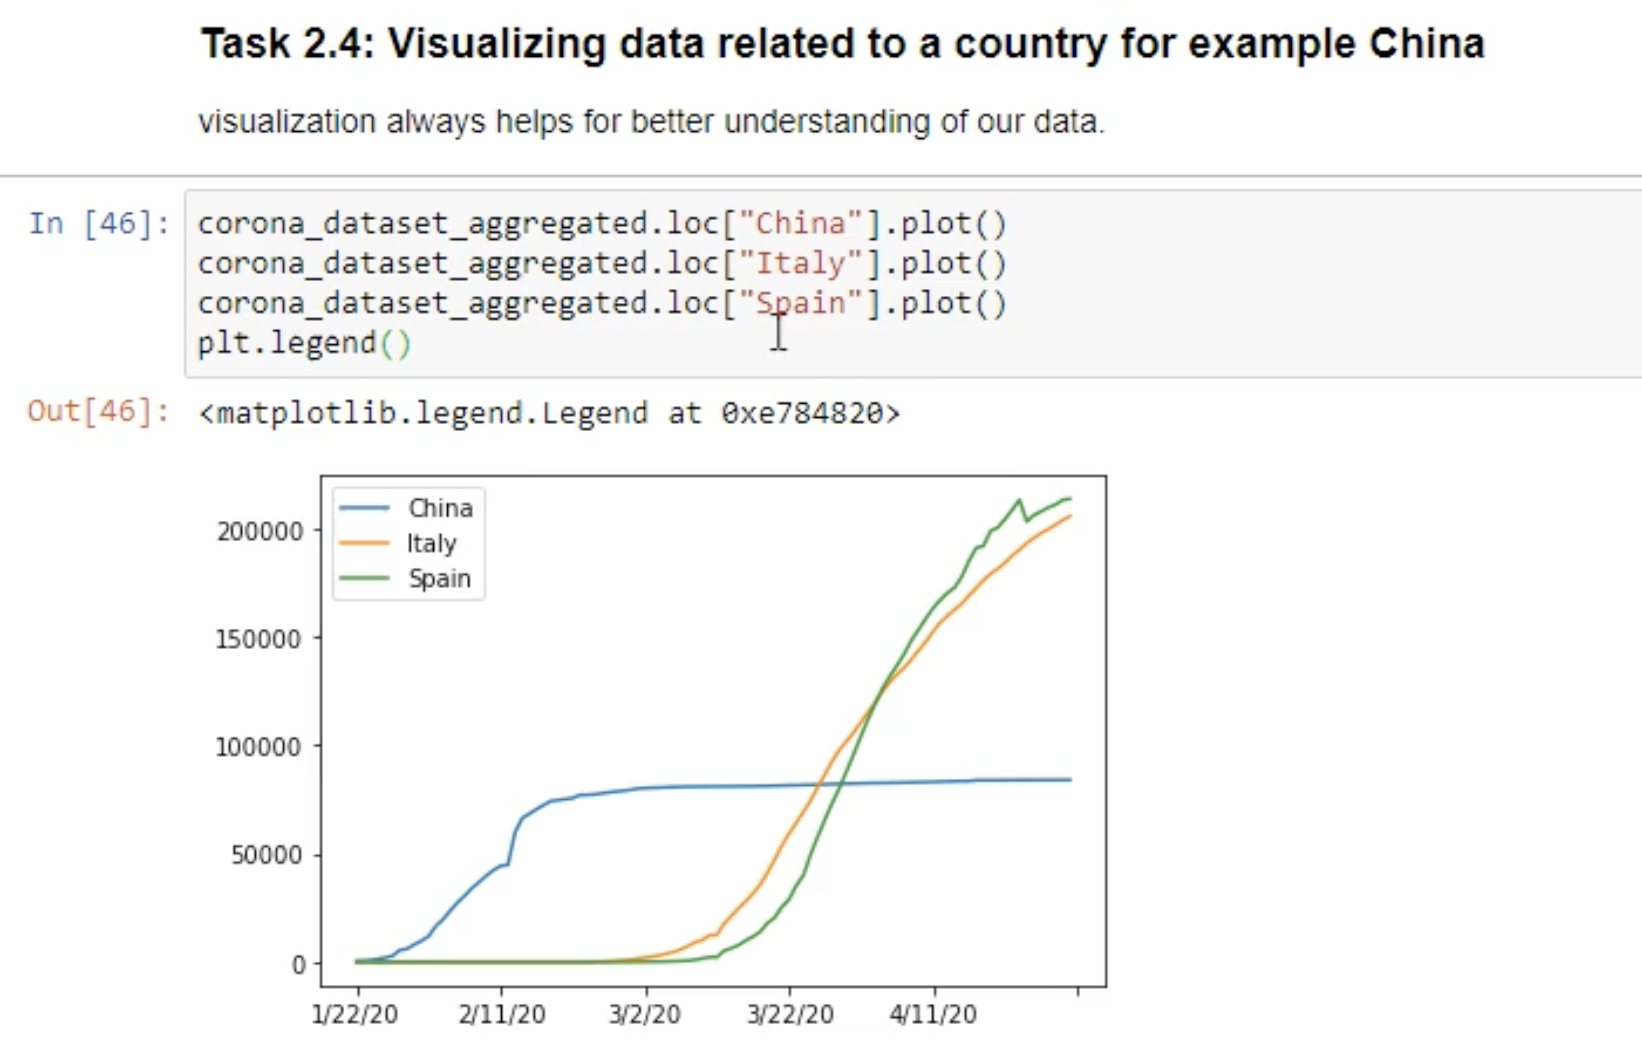 Task 2.4: Visualizing data related to a country for example China
visualization always helps for better understanding of our data.
In [46]:
corona_dataset_aggregated.loc["China"].plot()
corona_dataset_aggregated.loc["Italy"].plot()
corona_dataset_aggregated.loc["Spain"].plot()
plt.legend()
Out[46]: <matplotlib.legend.Legend at 0xe784820>
China
Italy
Spain
200000
150000
100000
50000
0
1/22/20 2/11/20 3/2/20 3/22/20 4/11/20